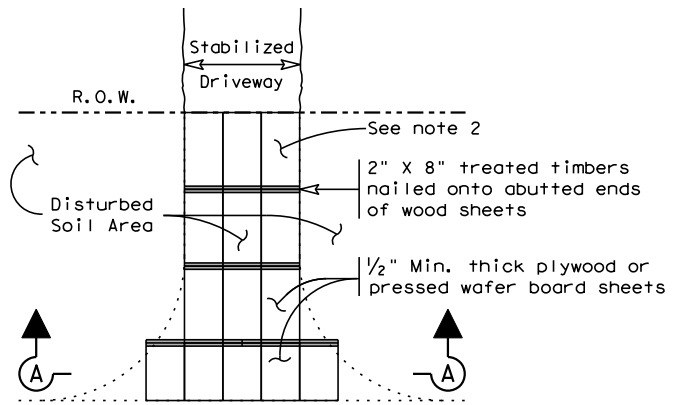 Stabilized
Driveway
R.O.W.
See note 2
2" X 8" treated timbers
nailed onto abutted ends
of wood sheets
Disturbed
Soil Area
1/2" Min. thick plywood or
pressed wafer board sheets
A
A